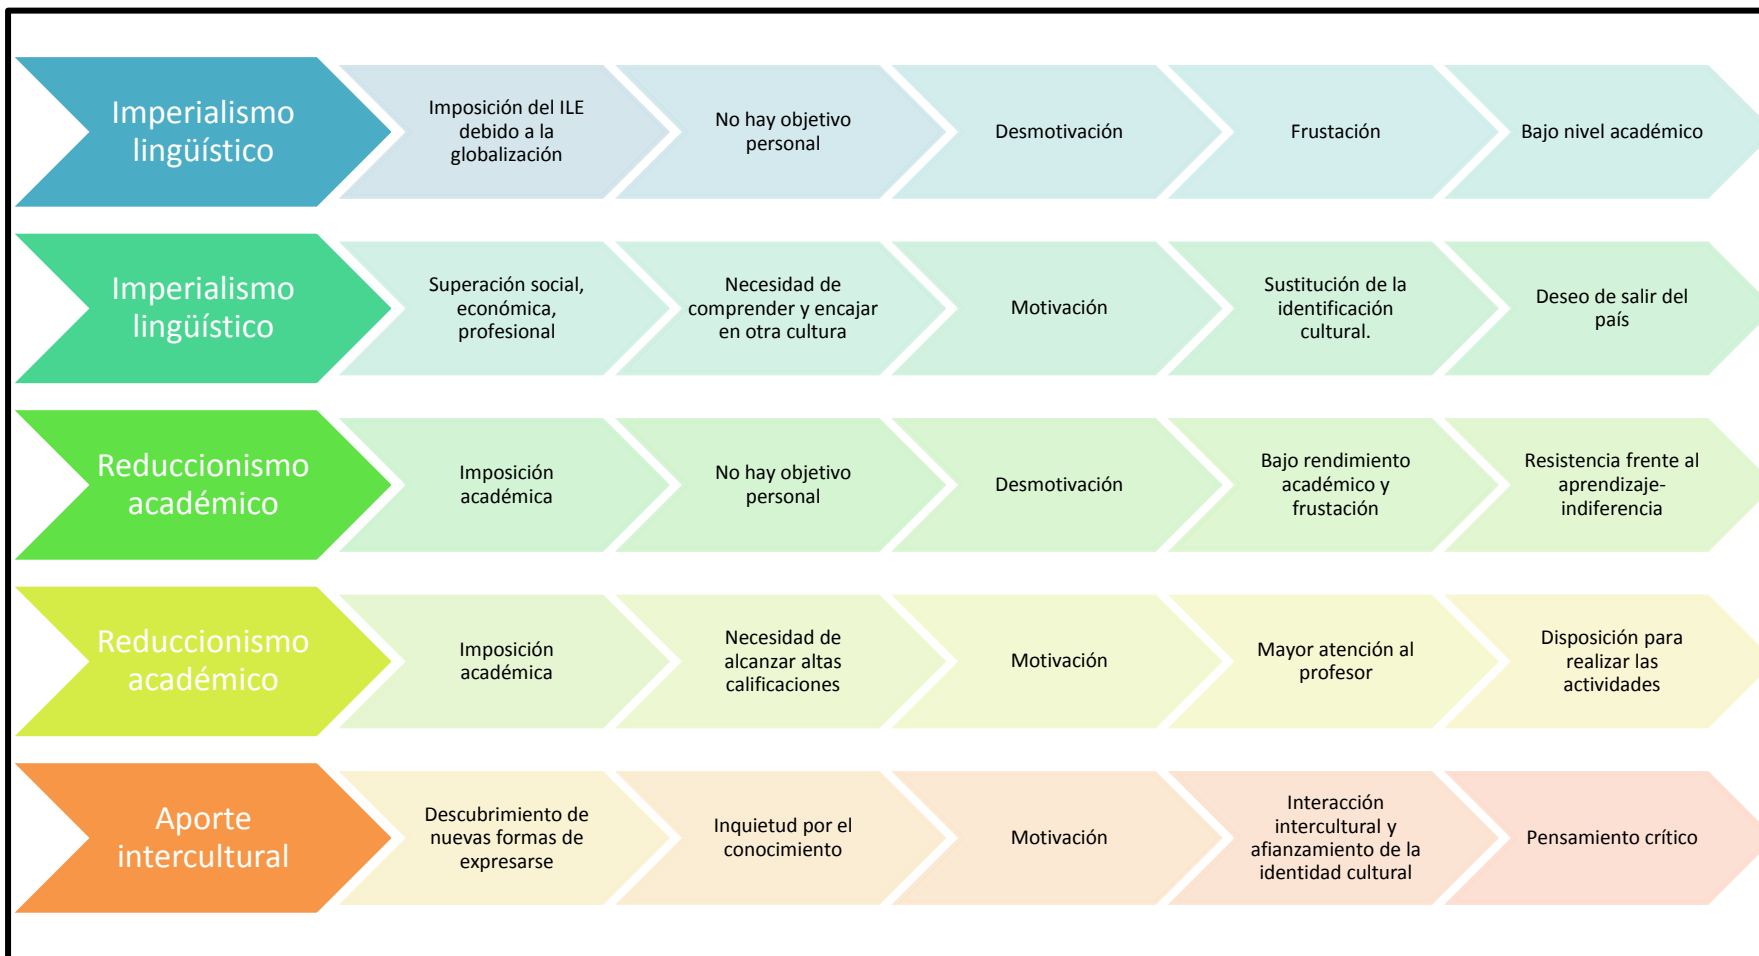 Imperialismo
lingüístico
Imposición del ILE
debido a la
globalización
No hay objetivo
personal
Desmotivación
Frustación
Bajo nivel académico
Imperialismo
lingüístico
Superación social,
económica,
profesional
Necesidad de
comprender y encajar
en otra cultura
Motivación
Sustitución de la
identificación
cultural.
Deseo de salir del
país
Reduccionismo
académico
Imposición
académica
No hay objetivo
personal
Desmotivación
Bajo rendimiento
académico y
frustación
Resistencia frente al
aprendizaje-
indiferencia
Reduccionismo
académico
Imposición
académica
Necesidad de
alcanzar altas
calificaciones
Motivación
Mayor atención al
profesor
Disposición para
realizar las
actividades
Aporte
intercultural
Descubrimiento de
nuevas formas de
expresarse
Inquietud por el
conocimiento
Motivación
Interacción
intercultural y
afianzamiento de la
identidad cultural
Pensamiento crítico